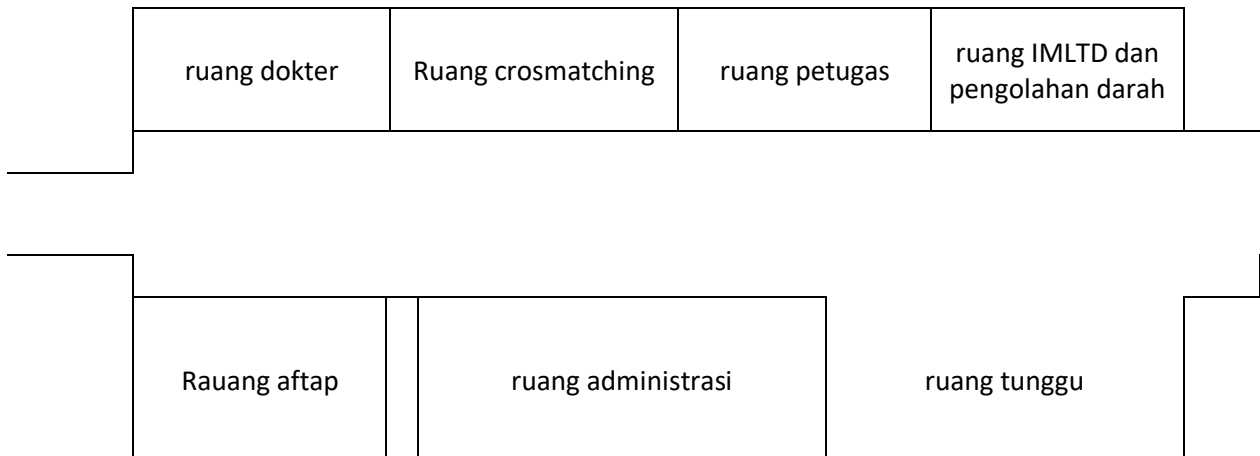 ruang dokter
Ruang crosmatching
ruang petugas
ruang IMLTD dan
pengolahan darah
Rauang aftap
ruang administrasi
ruang tunggu